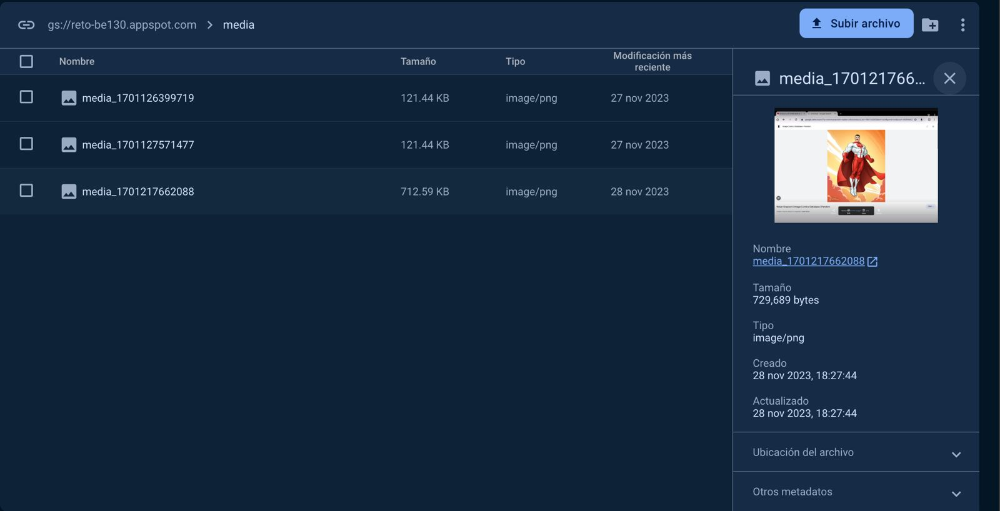 gs://reto-be130.appspot.com > media
Subir archivo
Nombre Tamaño Tipo Modificación más reciente
media_1701126399719 121.44 KB image/png 27 nov 2023
media_1701127571477 121.44 KB image/png 27 nov 2023
media_1701217662088 712.59 KB image/png 28 nov 2023
media_170121766...
Nombre
media_1701217662088
Tamaño
729,689 bytes
Tipo
image/png
Creado
28 nov 2023, 18:27:44
Actualizado
28 nov 2023, 18:27:44
Ubicación del archivo
Otros metadatos